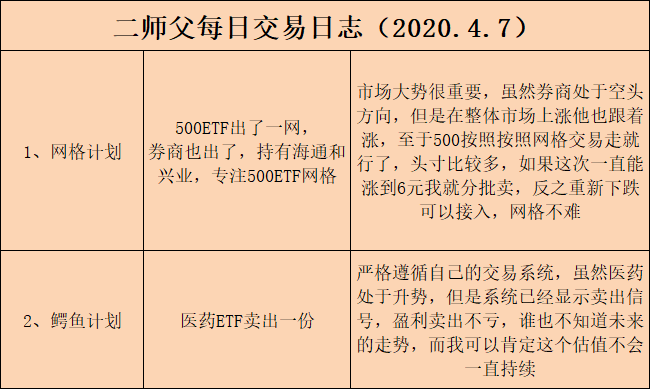 二师父每日交易日志（2020.4.7）
1、网格计划
500ETF出了一网，
券商也出了，持有海通和
兴业，专注500ETF网格
市场大势很重要，虽然券商处于空头
方向，但是在整体市场上涨他也跟着
涨，至于500按照按照网格交易走就
行了，头寸比较多，如果这次一直能
涨到6元我就分批卖，反之重新下跌
可以接入，网格不难
2、鳄鱼计划
医药ETF卖出一份
严格遵循自己的交易系统，虽然医药
处于升势，但是系统已经显示卖出信
号，盈利卖出不亏，谁也不知道未来
的走势，而我可以肯定这个估值不会
一直持续